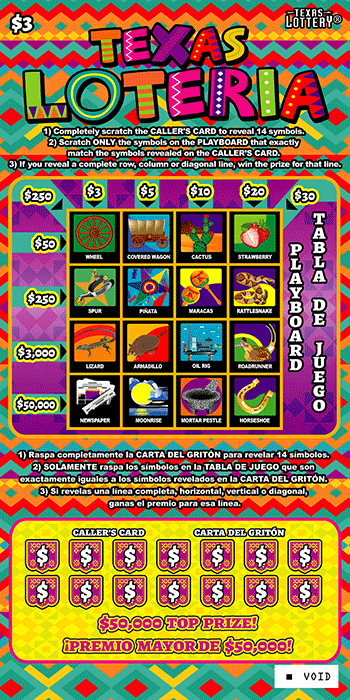 $3
TEXAS LOTTERY®
TEXAS
LOTERIA
1) Completely scratch the CALLER'S CARD to reveal 14 symbols.
2) Scratch ONLY the symbols on the PLAYBOARD that exactly
match the symbols revealed on the CALLER'S CARD.
3) If you reveal a complete row, column or diagonal line, win the prize for that line.
$250 $3 $5 $10 $20 $30
$50
WHEEL COVERED WAGON CACTUS STRAWBERRY
$250
SPUR PIÑATA MARACAS RATTLESNAKE
$3,000
LIZARD ARMADILLO OIL RIG ROADRUNNER
$50,000
NEWSPAPER MOONRISE MORTAR PESTLE HORSESHOE
PLAYBOARD
TABLA DE JUEGO
1) Raspa completamente la CARTA DEL GRITÓN para revelar 14 símbolos.
2) SOLAMENTE raspa los símbolos en la TABLA DE JUEGO que son
exactamente iguales a los símbolos revelados en la CARTA DEL GRITÓN.
3) Si revelas una línea completa, horizontal, vertical o diagonal,
ganas el premio para esa línea.
CALLER'S CARD CARTA DEL GRITÓN
$ $ $ $ $ $ $
$ $ $ $ $ $ $
$50,000 TOP PRIZE!
¡PREMIO MAYOR DE $50,000!
VOID